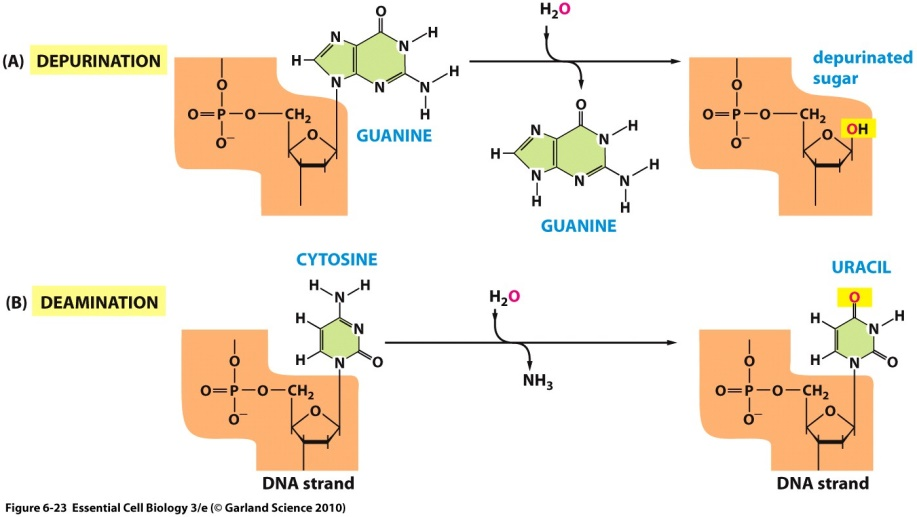 (A) DEPURINATION
O
N
N
H
H
N
N
N
H
H
GUANINE
O
O=P—O—CH₂
O⁻
O
H₂O
O
N
N
H
H
N
N
N
H
H
H
GUANINE
depurinated
sugar
O
O=P—O—CH₂
O⁻
O
OH
(B) DEAMINATION
CYTOSINE
H
H
N
H
N
H
N
O
O
O=P—O—CH₂
O⁻
O
DNA strand
H₂O
NH₃
URACIL
O
H
N
H
H
N
O
O
O=P—O—CH₂
O⁻
O
DNA strand
Figure 6-23 Essential Cell Biology 3/e (© Garland Science 2010)